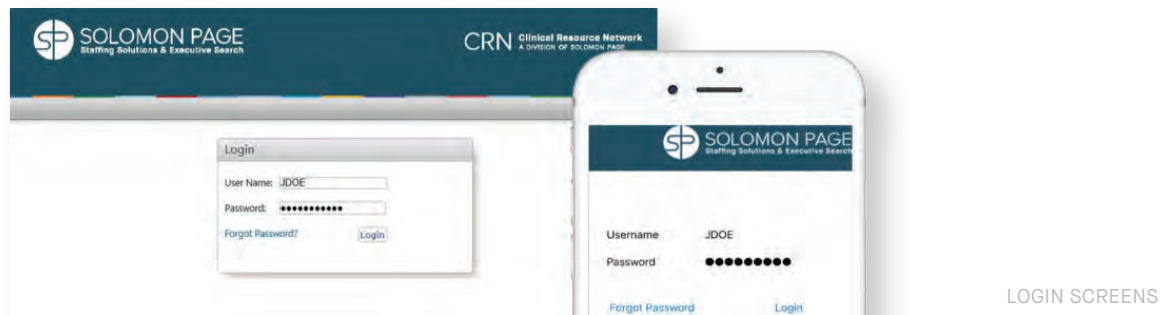 SOLOMON PAGE
Staffing Solutions & Executive Search
CRN Clinical Resource Network
A DIVISION OF SOLOMON PAGE
Login
User Name: JDOE
Password: •••••••••••
Forgot Password? Login
SOLOMON PAGE
Staffing Solutions & Executive Search
Username JDOE
Password •••••••••
Forgot Password Login
LOGIN SCREENS